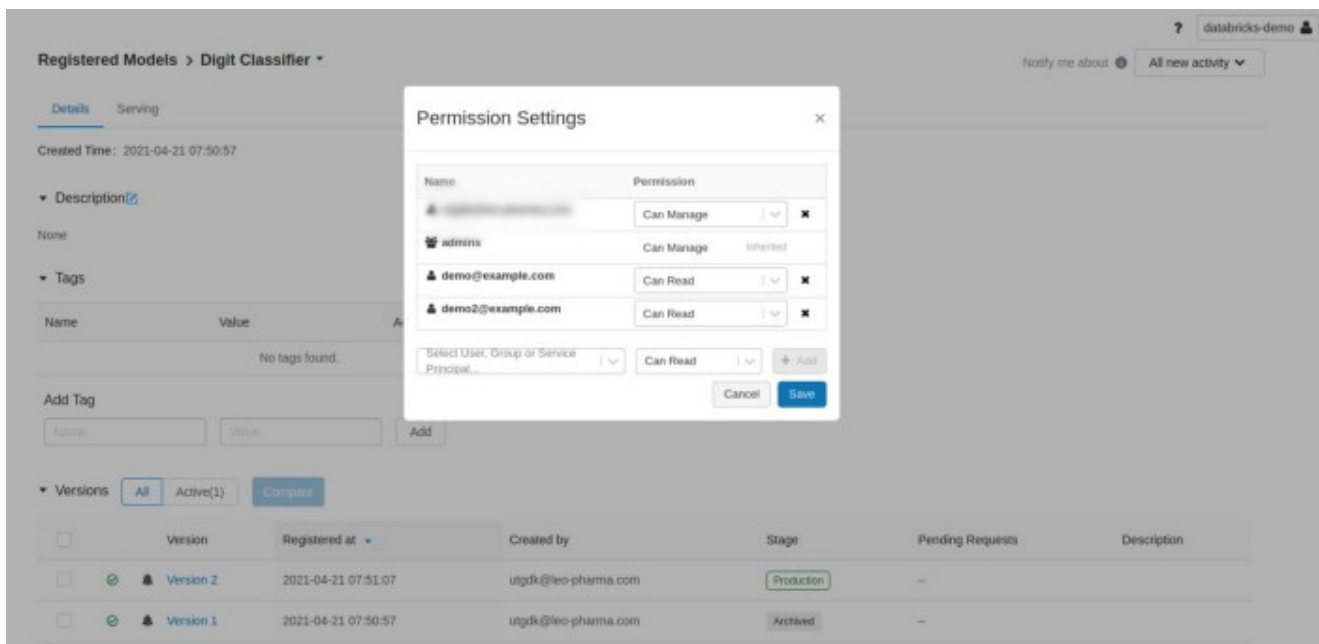 ? databricks-demo
Registered Models > Digit Classifier
Notify me about All new activity
Details Serving
Created Time: 2021-04-21 07:50:57
Description
None
Tags
Name Value A
No tags found.
Add Tag
Name Value Add
Permission Settings ×
Name Permission
Can Manage
admins Can Manage inherited
demo@example.com Can Read
demo2@example.com Can Read
Select User, Group or Service Principal... Can Read + Add
Cancel Save
Versions All Active(1) Compare
Version Registered at Created by Stage Pending Requests Description
Version 2 2021-04-21 07:51:07 utgdk@leo-pharma.com Production –
Version 1 2021-04-21 07:50:57 utgdk@leo-pharma.com Archived –